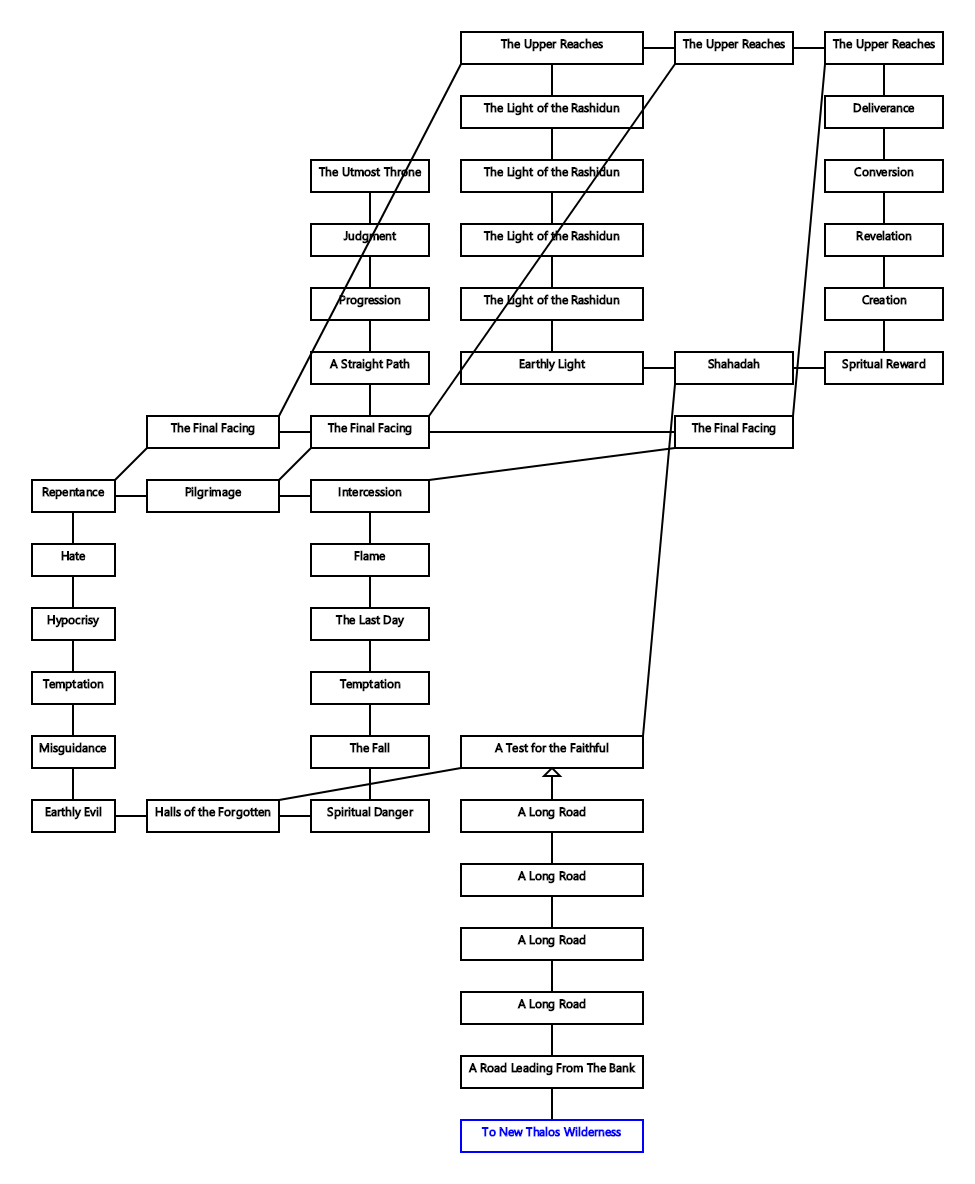 The Upper Reaches
The Upper Reaches
The Upper Reaches
The Light of the Rashidun
Deliverance
The Utmost Throne
The Light of the Rashidun
Conversion
Judgment
The Light of the Rashidun
Revelation
Progression
The Light of the Rashidun
Creation
A Straight Path
Earthly Light
Shahadah
Spritual Reward
The Final Facing
The Final Facing
The Final Facing
Repentance
Pilgrimage
Intercession
Hate
Flame
Hypocrisy
The Last Day
Temptation
Temptation
Misguidance
The Fall
A Test for the Faithful
Earthly Evil
Halls of the Forgotten
Spiritual Danger
A Long Road
A Long Road
A Long Road
A Long Road
A Road Leading From The Bank
To New Thalos Wilderness